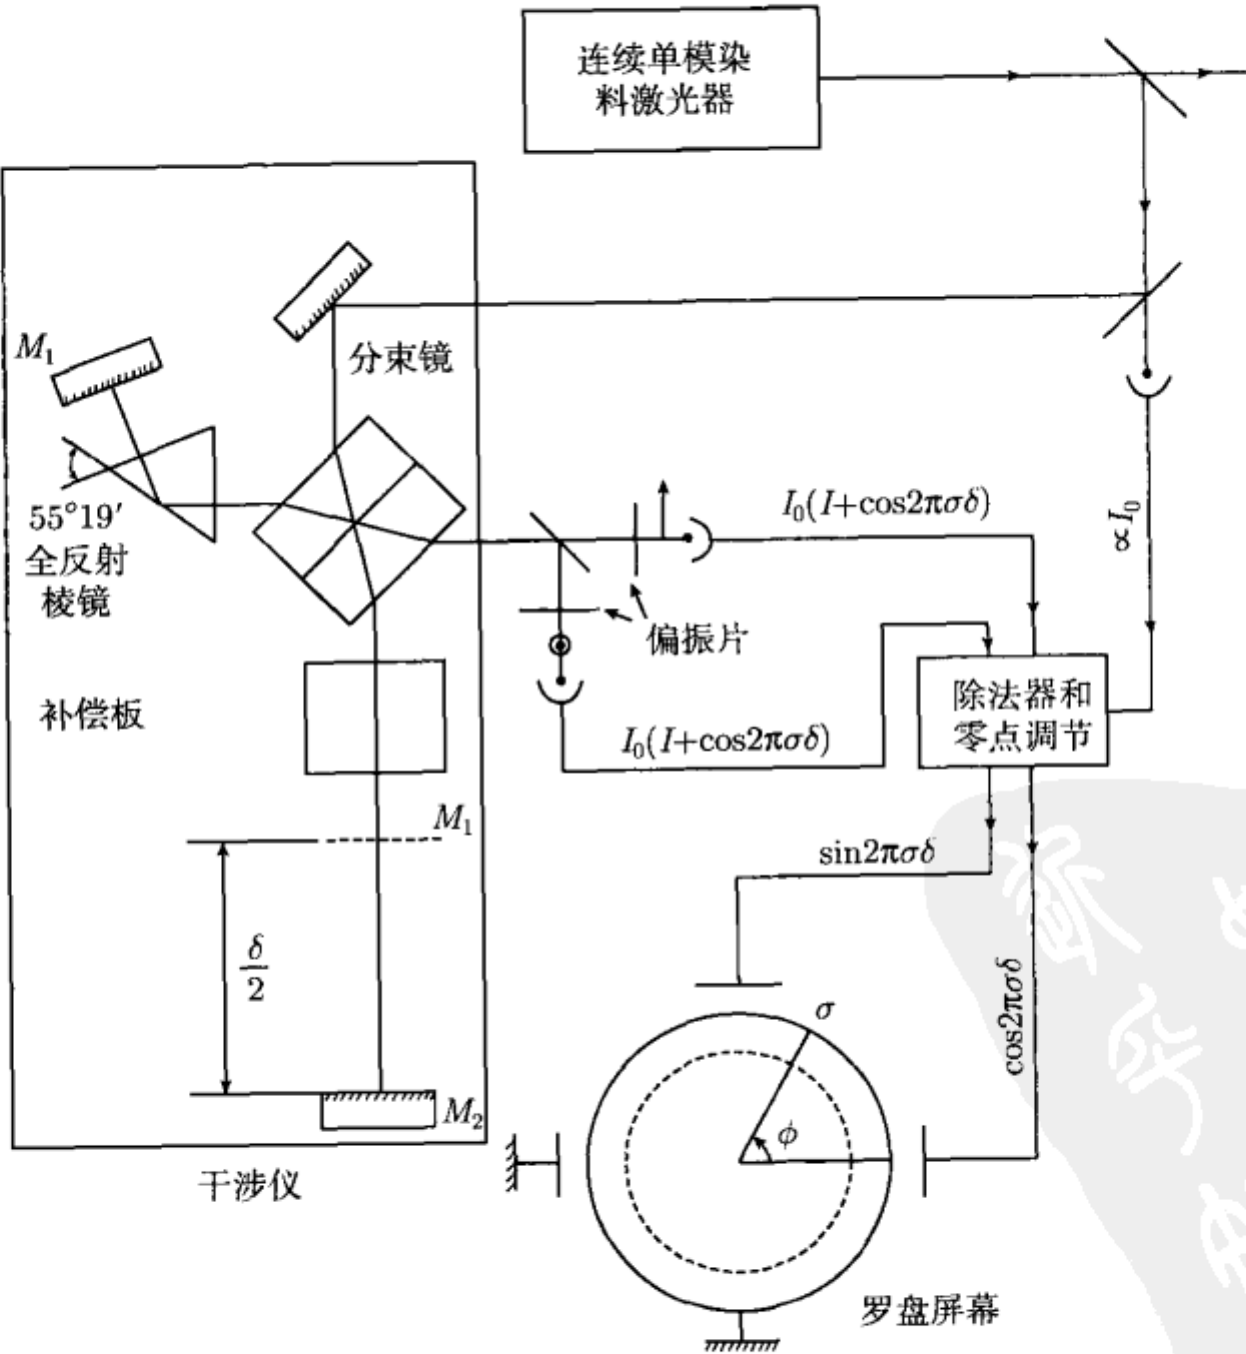 连续单模染
料激光器
M₁
分束镜
55°19′
全反射
棱镜
I₀(I+cos2πσδ)
∝I₀
偏振片
补偿板
I₀(I+cos2πσδ)
除法器和
零点调节
M₁
sin2πσδ
δ/2
cos2πσδ
σ
M₂
ϕ
干涉仪
罗盘屏幕